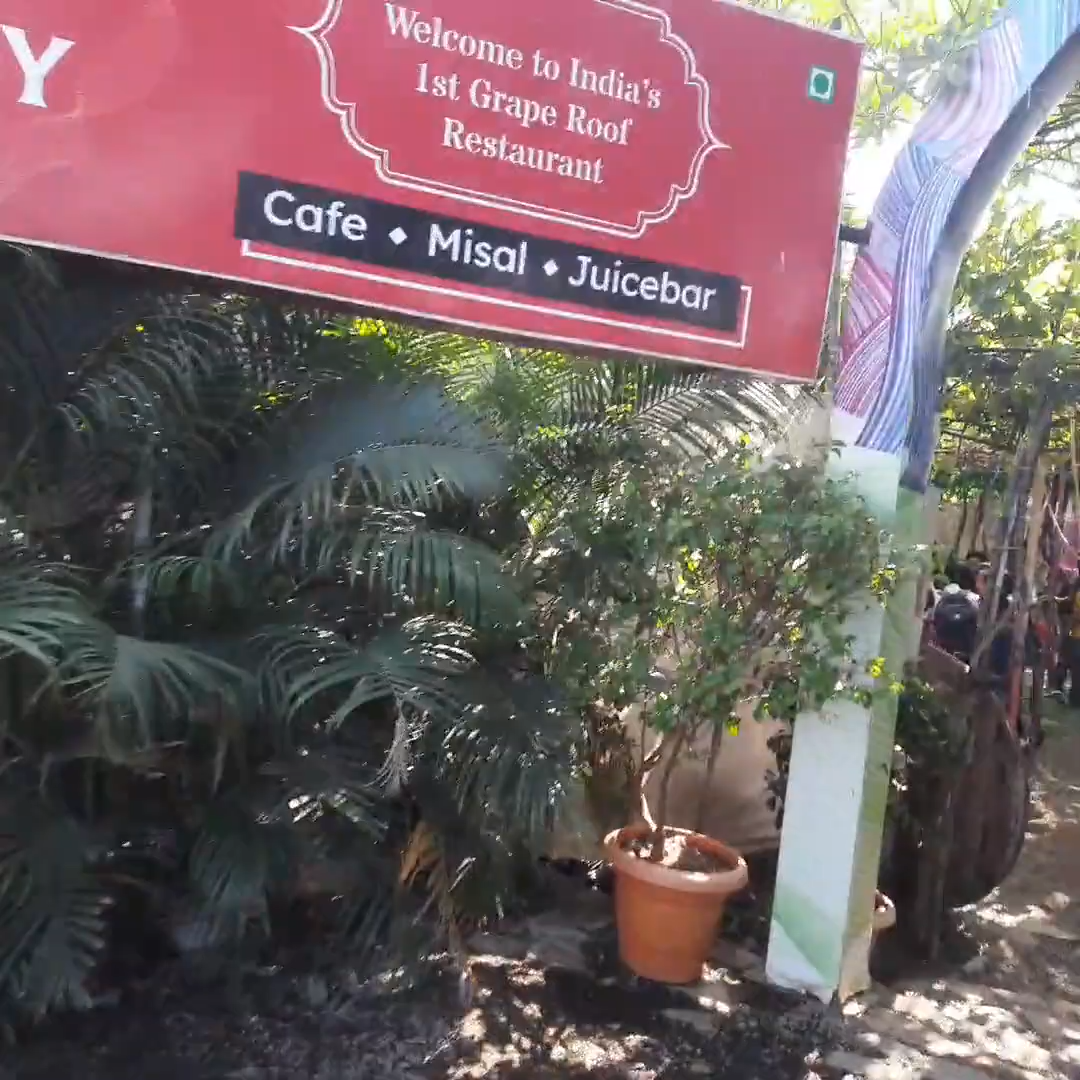 Y
Welcome to India's
1st Grape Roof
Restaurant
Cafe ◆ Misal ◆ Juicebar